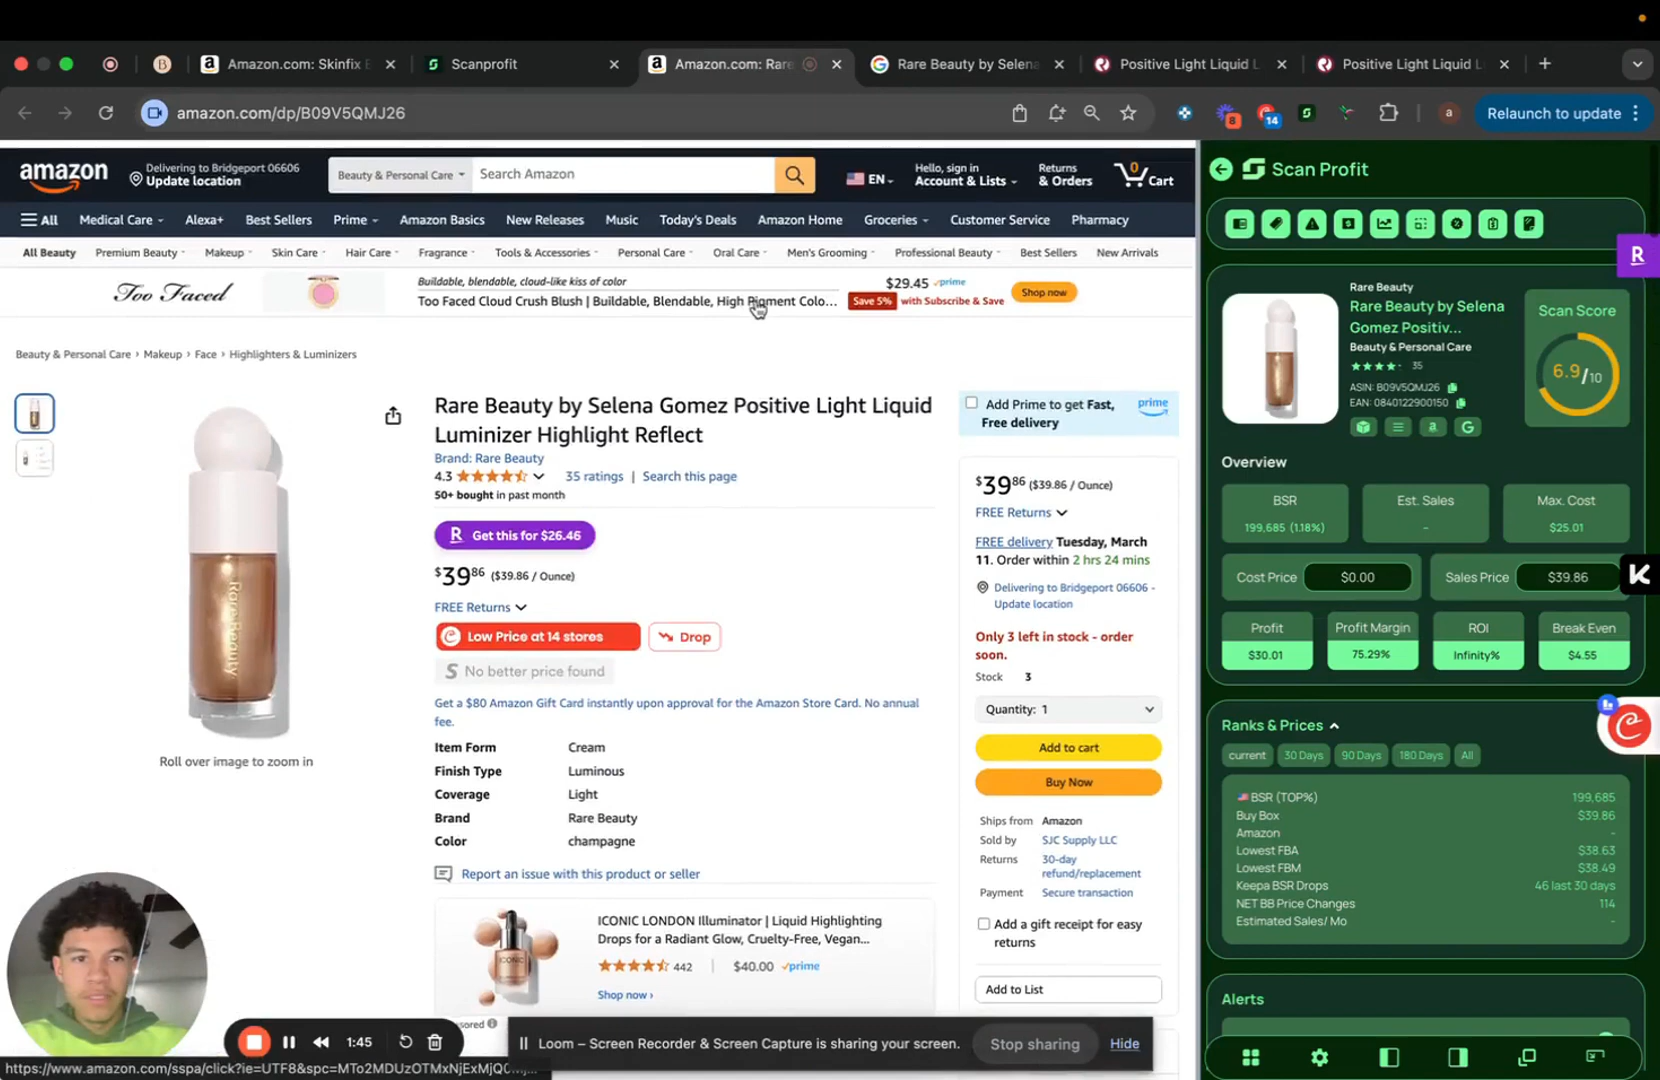 Amazon.com: Skinfix E
Scanprofit
Amazon.com: Rare
Rare Beauty by Selena
Positive Light Liquid L
Positive Light Liquid L
amazon.com/dp/B09V5QMJ26
8
14
a
Relaunch to update
amazon
Delivering to Bridgeport 06606
Update location
Beauty & Personal Care
Search Amazon
EN
Hello, sign in
Account & Lists
Returns
& Orders
0
Cart
All
Medical Care
Alexa+
Best Sellers
Prime
Amazon Basics
New Releases
Music
Today's Deals
Amazon Home
Groceries
Customer Service
Pharmacy
All Beauty
Premium Beauty
Makeup
Skin Care
Hair Care
Fragrance
Tools & Accessories
Personal Care
Oral Care
Men's Grooming
Professional Beauty
Best Sellers
New Arrivals
Too Faced
Buildable, blendable, cloud-like kiss of color
Too Faced Cloud Crush Blush | Buildable, Blendable, High Pigment Colo...
$29.45 prime
Save 5% with Subscribe & Save
Shop now
Beauty & Personal Care › Makeup › Face › Highlighters & Luminizers
Rare Beauty
Roll over image to zoom in
Rare Beauty by Selena Gomez Positive Light Liquid
Luminizer Highlight Reflect
Brand: Rare Beauty
4.3
35 ratings | Search this page
50+ bought in past month
R Get this for $26.46
$39.86 ($39.86 / Ounce)
FREE Returns
Low Price at 14 stores
Drop
No better price found
Get a $80 Amazon Gift Card instantly upon approval for the Amazon Store Card. No annual
fee.
Item Form Cream
Finish Type Luminous
Coverage Light
Brand Rare Beauty
Color champagne
Report an issue with this product or seller
ICONIC
ICONIC LONDON Illuminator | Liquid Highlighting
Drops for a Radiant Glow, Cruelty-Free, Vegan...
442 | $40.00 prime
Shop now ›
sored
Add Prime to get Fast,
Free delivery
prime
$39.86 ($39.86 / Ounce)
FREE Returns
FREE delivery Tuesday, March
11. Order within 2 hrs 24 mins
Delivering to Bridgeport 06606 -
Update location
Only 3 left in stock - order
soon.
Stock 3
Quantity: 1
Add to cart
Buy Now
Ships from Amazon
Sold by SJC Supply LLC
Returns 30-day
refund/replacement
Payment Secure transaction
Add a gift receipt for easy
returns
Add to List
1:45
Loom – Screen Recorder & Screen Capture is sharing your screen.
Stop sharing
Hide
Scan Profit
R
Rare Beauty
Rare Beauty by Selena
Gomez Positiv...
Beauty & Personal Care
35
ASIN: B09V5QMJ26
EAN: 0840122900150
Scan Score
6.9/10
Overview
BSR
199,685 (1.18%)
Est. Sales
-
Max. Cost
$25.01
Cost Price
$0.00
Sales Price
$39.86
K
Profit
$30.01
Profit Margin
75.29%
ROI
Infinity%
Break Even
$4.55
Ranks & Prices
current
30 Days
90 Days
180 Days
All
BSR (TOP%) 199,685
Buy Box $39.86
Amazon -
Lowest FBA $38.63
Lowest FBM $38.49
Keepa BSR Drops 46 last 30 days
NET BB Price Changes 114
Estimated Sales/ Mo -
Alerts